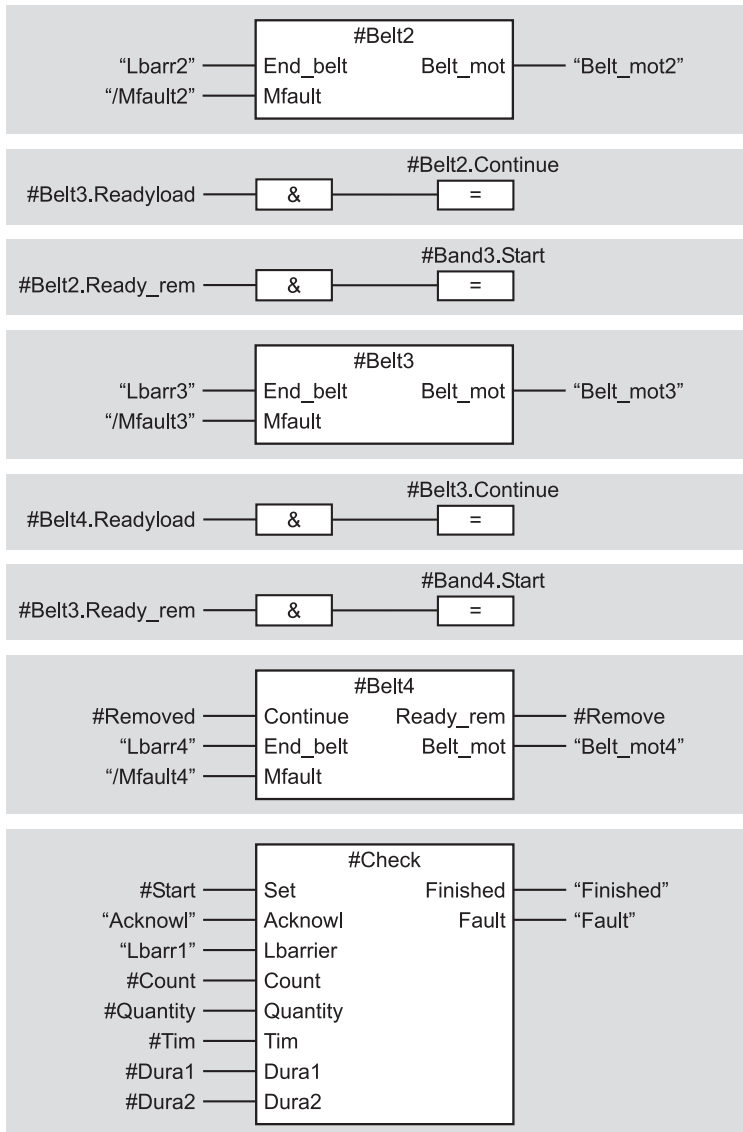 #Belt2
“Lbarr2” End_belt Belt_mot “Belt_mot2”
“/Mfault2” Mfault
#Belt2.Continue
#Belt3.Readyload & =
#Band3.Start
#Belt2.Ready_rem & =
#Belt3
“Lbarr3” End_belt Belt_mot “Belt_mot3”
“/Mfault3” Mfault
#Belt3.Continue
#Belt4.Readyload & =
#Band4.Start
#Belt3.Ready_rem & =
#Belt4
#Removed Continue Ready_rem #Remove
“Lbarr4” End_belt Belt_mot “Belt_mot4”
“/Mfault4” Mfault
#Check
#Start Set Finished “Finished”
“Acknowl” Acknowl Fault “Fault”
“Lbarr1” Lbarrier
#Count Count
#Quantity Quantity
#Tim Tim
#Dura1 Dura1
#Dura2 Dura2